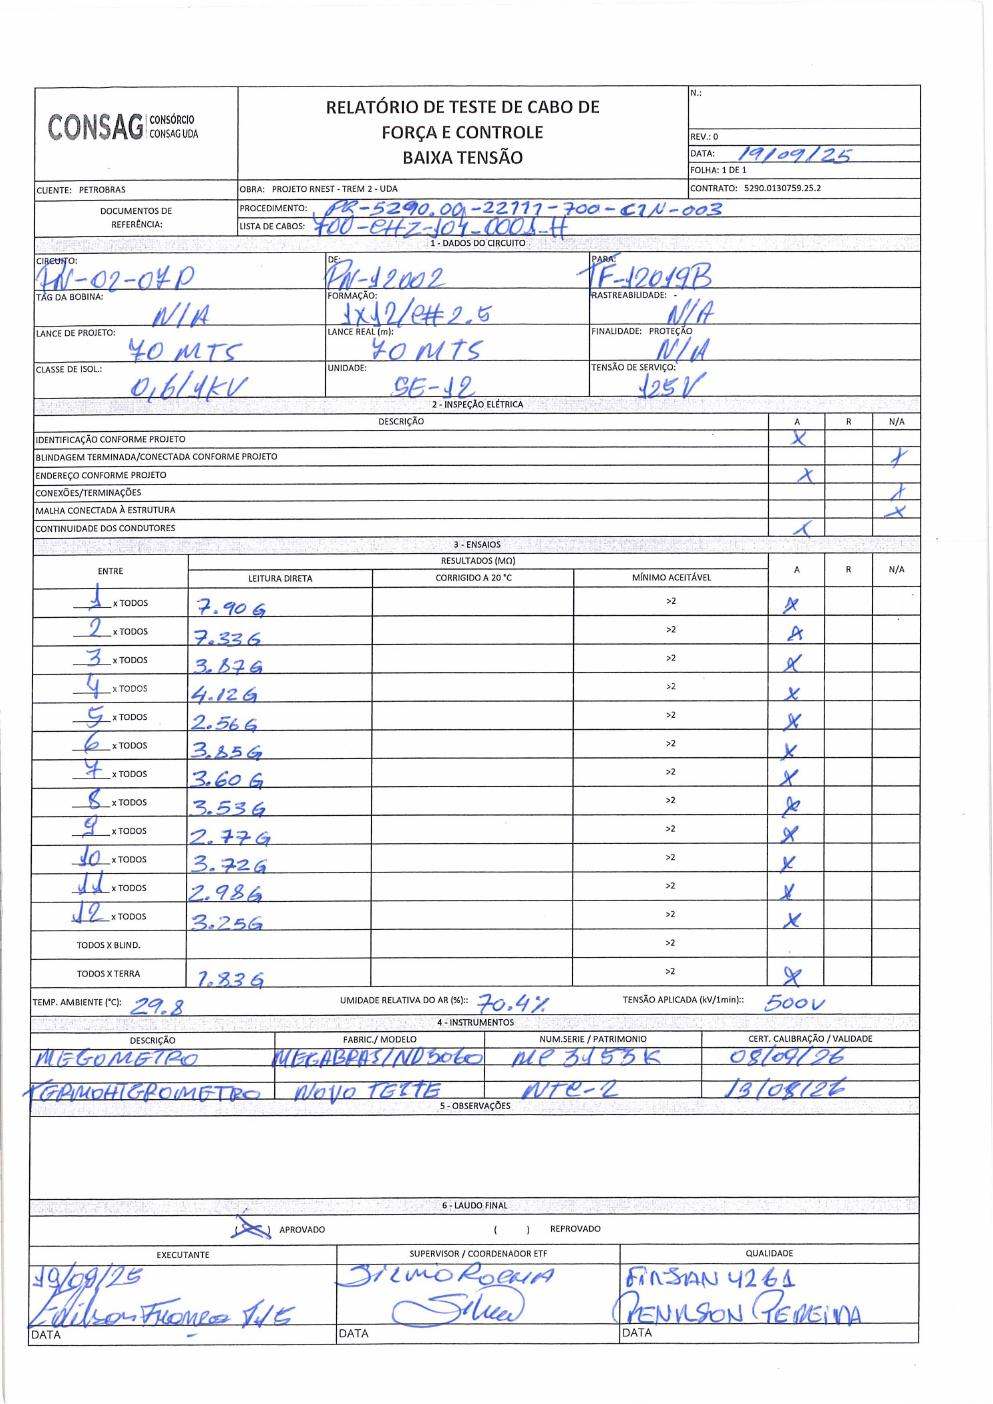 CONSAG CONSÓRCIO CONSAG UDA
RELATÓRIO DE TESTE DE CABO DE FORÇA E CONTROLE BAIXA TENSÃO
N.:
REV.: 0
DATA: 19/09/25
FOLHA: 1 DE 1
CLIENTE: PETROBRAS OBRA: PROJETO RNEST - TREM 2 - UDA CONTRATO: 5290.0130759.25.2
DOCUMENTOS DE REFERÊNCIA:
PROCEDIMENTO: PR-5290.00-22111-700-C1N-003
LISTA DE CABOS: 700-CHZ-104-0001-H
1 - DADOS DO CIRCUITO
CIRCUITO: DE: PARA:
PN-02-07P PN-12002 TF-12019B
TAG DA BOBINA: FORMAÇÃO: RASTREABILIDADE: -
N/A 1X12/C#2.5 N/A
LANCE DE PROJETO: LANCE REAL (m): FINALIDADE: PROTEÇÃO
70 MTS 70 MTS N/A
CLASSE DE ISOL.: UNIDADE: TENSÃO DE SERVIÇO:
0,6/1KV SE-12 125V
2 - INSPEÇÃO ELÉTRICA
DESCRIÇÃO A R N/A
IDENTIFICAÇÃO CONFORME PROJETO X
BLINDAGEM TERMINADA/CONECTADA CONFORME PROJETO X
ENDEREÇO CONFORME PROJETO X
CONEXÕES/TERMINAÇÕES X
MALHA CONECTADA À ESTRUTURA X
CONTINUIDADE DOS CONDUTORES X
3 - ENSAIOS
ENTRE RESULTADOS (MΩ) A R N/A
LEITURA DIRETA CORRIGIDO A 20 °C MÍNIMO ACEITÁVEL
1 x TODOS 7.90G >2 X
2 x TODOS 7.33G >2 X
3 x TODOS 3.87G >2 X
4 x TODOS 4.12G >2 X
5 x TODOS 2.56G >2 X
6 x TODOS 3.85G >2 X
7 x TODOS 3.60G >2 X
8 x TODOS 3.53G >2 X
9 x TODOS 2.77G >2 X
10 x TODOS 3.72G >2 X
11 x TODOS 2.98G >2 X
12 x TODOS 3.25G >2 X
TODOS X BLIND. >2
TODOS X TERRA 1.83G >2 X
TEMP. AMBIENTE (°C): 29.8 UMIDADE RELATIVA DO AR (%):: 70.4% TENSÃO APLICADA (kV/1min):: 500V
4 - INSTRUMENTOS
DESCRIÇÃO FABRIC./ MODELO NUM.SERIE / PATRIMONIO CERT. CALIBRAÇÃO / VALIDADE
MEGOMETRO MEGABRAS/MD5060 MP3153K 08/09/26
TERMOHIGROMETRO NOVO TESTE NTC-2 13/08/26
5 - OBSERVAÇÕES
6 - LAUDO FINAL
(X) APROVADO ( ) REPROVADO
EXECUTANTE SUPERVISOR / COORDENADOR ETF QUALIDADE
19/09/25 SILVIO ROCHA 4261
Edilson PEREIRA
DATA DATA DATA